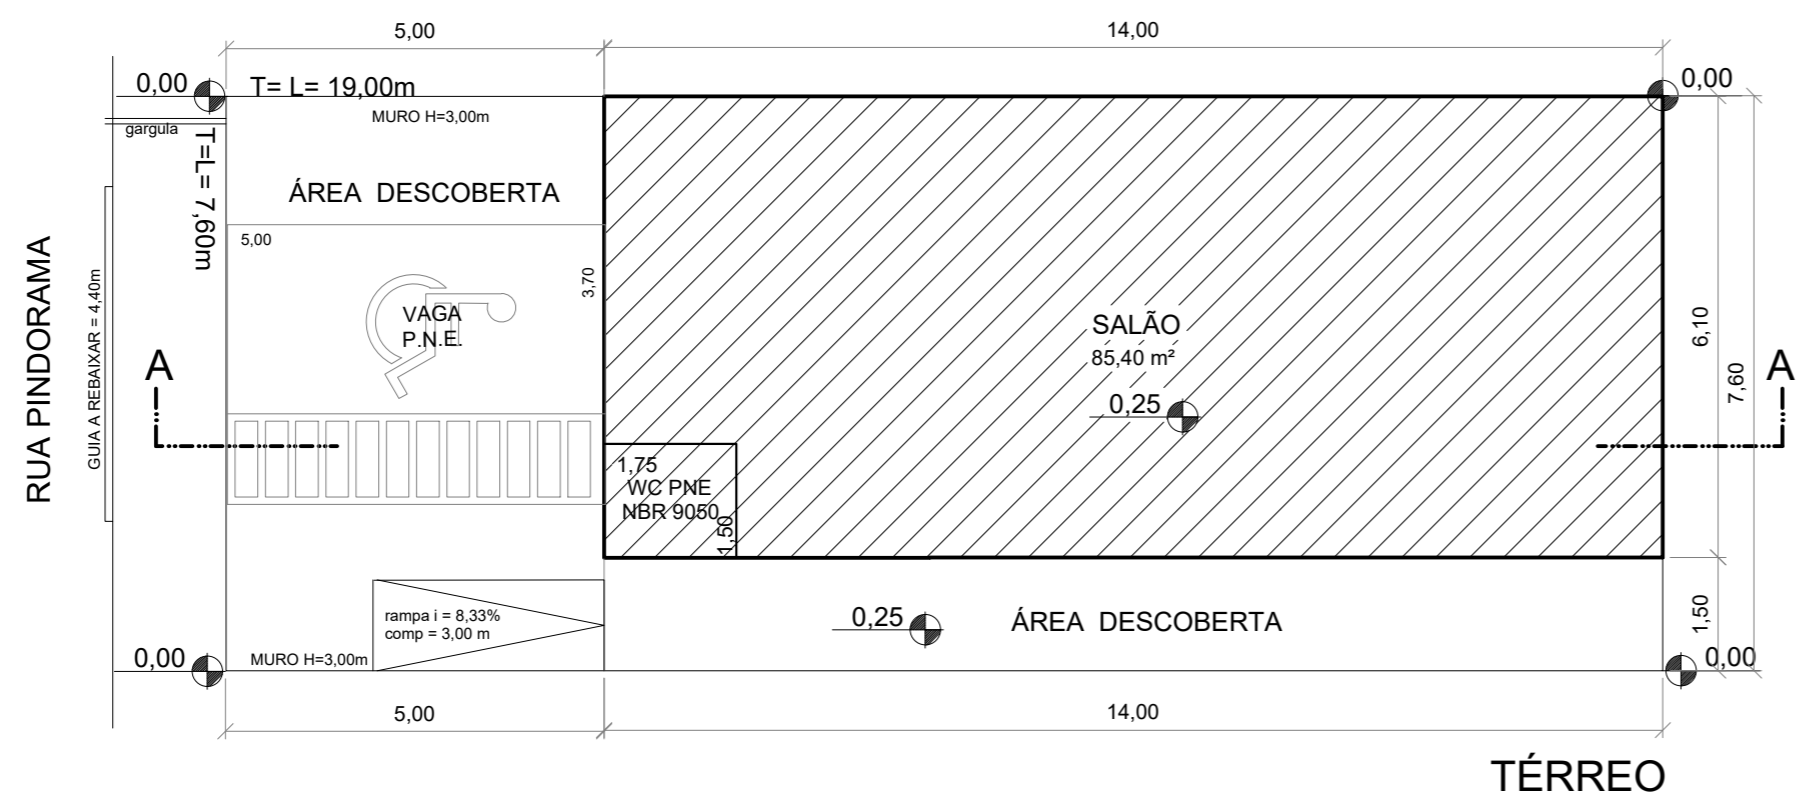 5,00
14,00
0,00
T= L= 19,00m
0,00
MURO H=3,00m
gargula
T=L= 7,60m
ÁREA DESCOBERTA
5,00
3,70
RUA PINDORAMA
GUIA A REBAIXAR = 4,40m
VAGA
P.N.E.
SALÃO
85,40 m²
6,10
7,60
A
A
0,25
1,75
WC PNE
NBR 9050
1,50
rampa i = 8,33%
comp = 3,00 m
0,25
ÁREA DESCOBERTA
1,50
0,00
MURO H=3,00m
0,00
5,00
14,00
TÉRREO